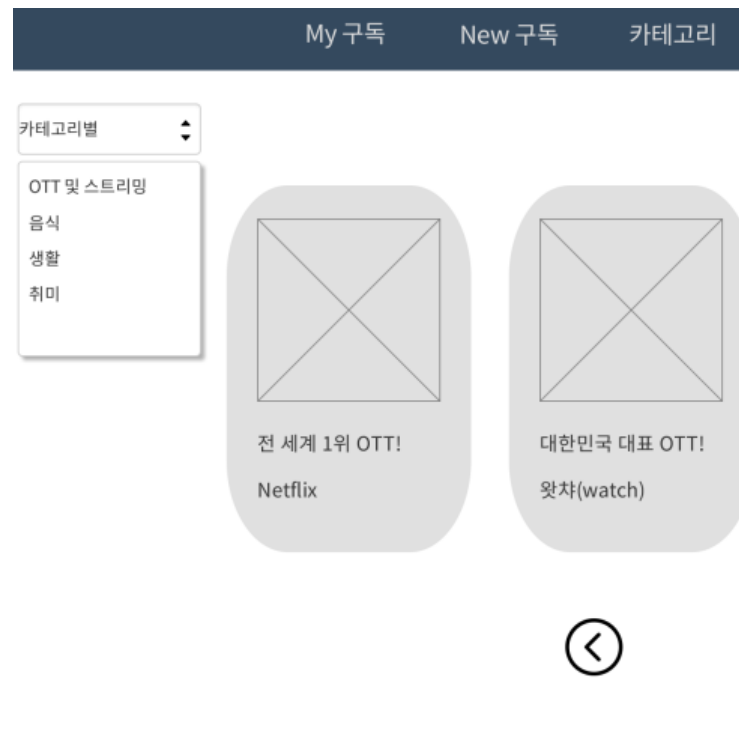 My 구독 New 구독 카테고리
카테고리별
OTT 및 스트리밍
음식
생활
취미
전 세계 1위 OTT!
Netflix
대한민국 대표 OTT!
왓챠(watch)